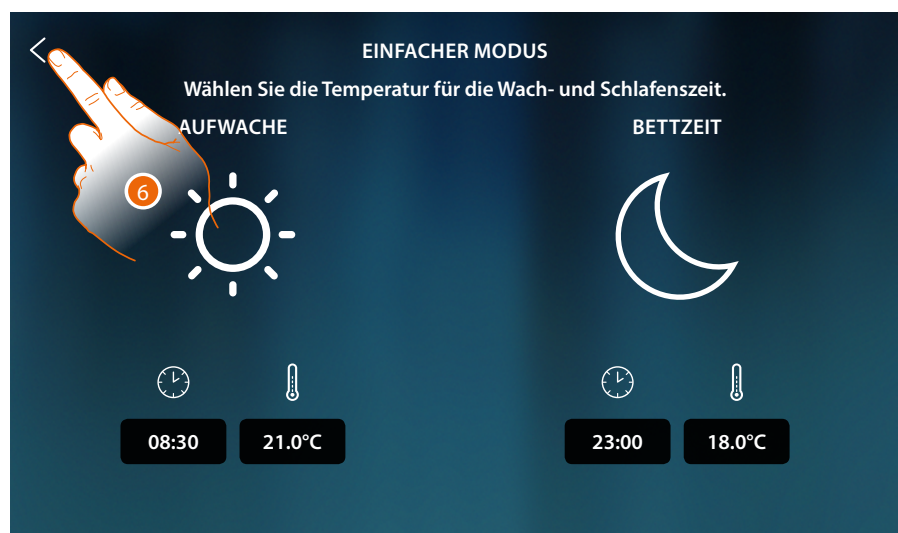 EINFACHER MODUS
Wählen Sie die Temperatur für die Wach- und Schlafenszeit.
AUFWACHE
BETTZEIT
6
08:30
21.0°C
23:00
18.0°C